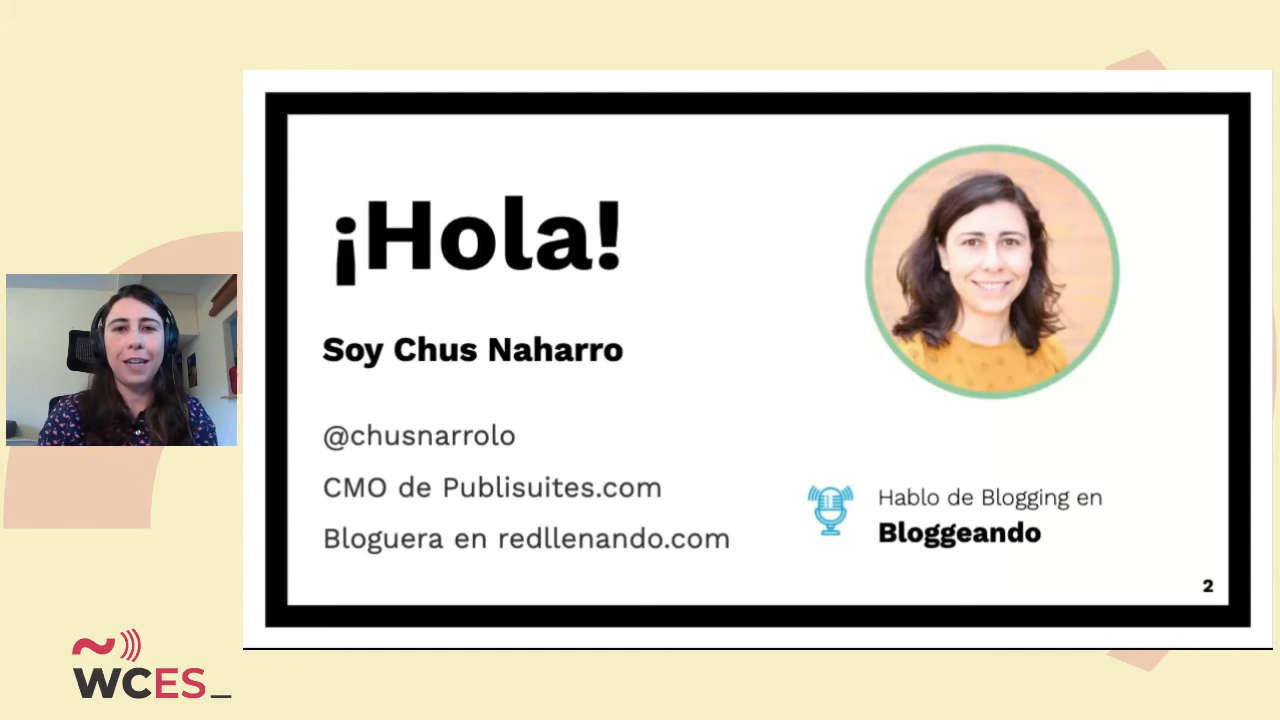 ¡Hola!
Soy Chus Naharro
@chusnarrolo
CMO de Publisuites.com
Bloguera en redllenando.com
Hablo de Blogging en
Bloggeando
2
WCES_